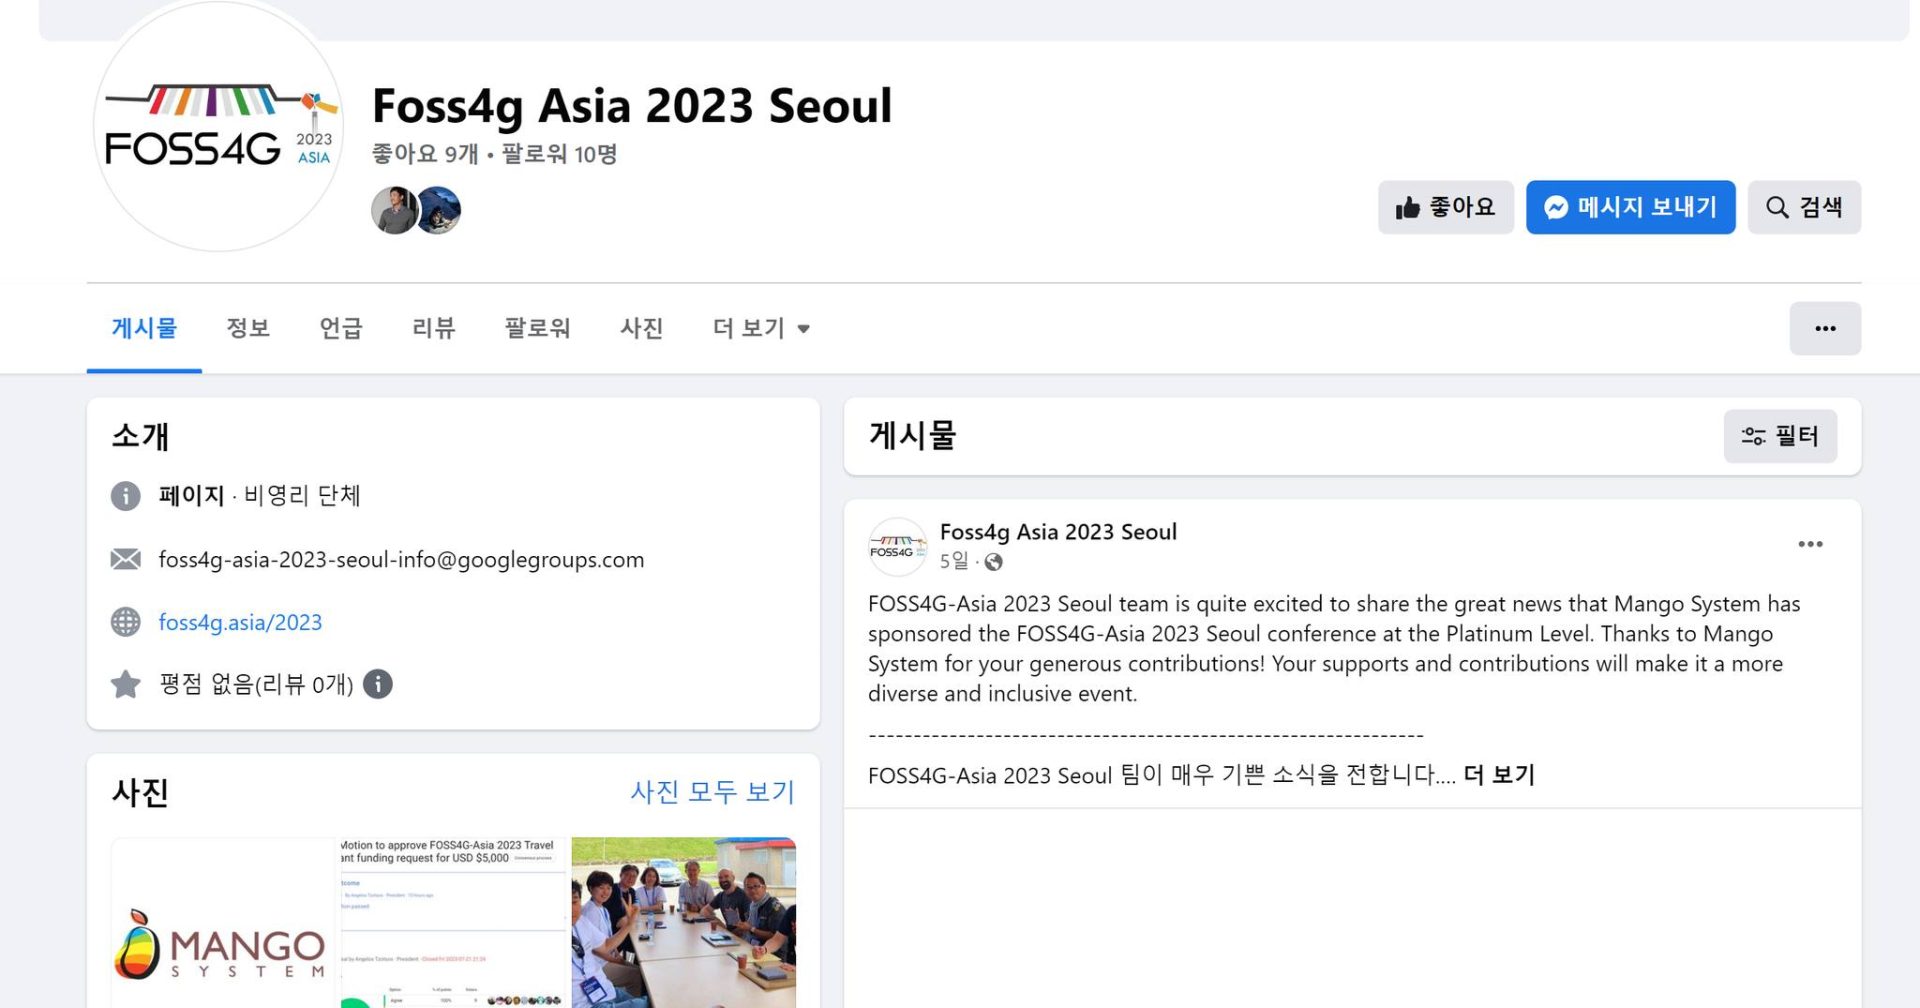 FOSS4G 2023
ASIA
Foss4g Asia 2023 Seoul
좋아요 9개 • 팔로워 10명
좋아요
메시지 보내기
검색
게시물
정보
언급
리뷰
팔로워
사진
더 보기
소개
페이지 · 비영리 단체
foss4g-asia-2023-seoul-info@googlegroups.com
foss4g.asia/2023
평점 없음(리뷰 0개)
사진
사진 모두 보기
MANGO
SYSTEM
Motion to approve FOSS4G-Asia 2023 Travel
ant funding request for USD $5,000
게시물
필터
FOSS4G
Foss4g Asia 2023 Seoul
5일 ·
FOSS4G-Asia 2023 Seoul team is quite excited to share the great news that Mango System has
sponsored the FOSS4G-Asia 2023 Seoul conference at the Platinum Level. Thanks to Mango
System for your generous contributions! Your supports and contributions will make it a more
diverse and inclusive event.
--------------------------------------------------------------
FOSS4G-Asia 2023 Seoul 팀이 매우 기쁜 소식을 전합니다.... 더 보기